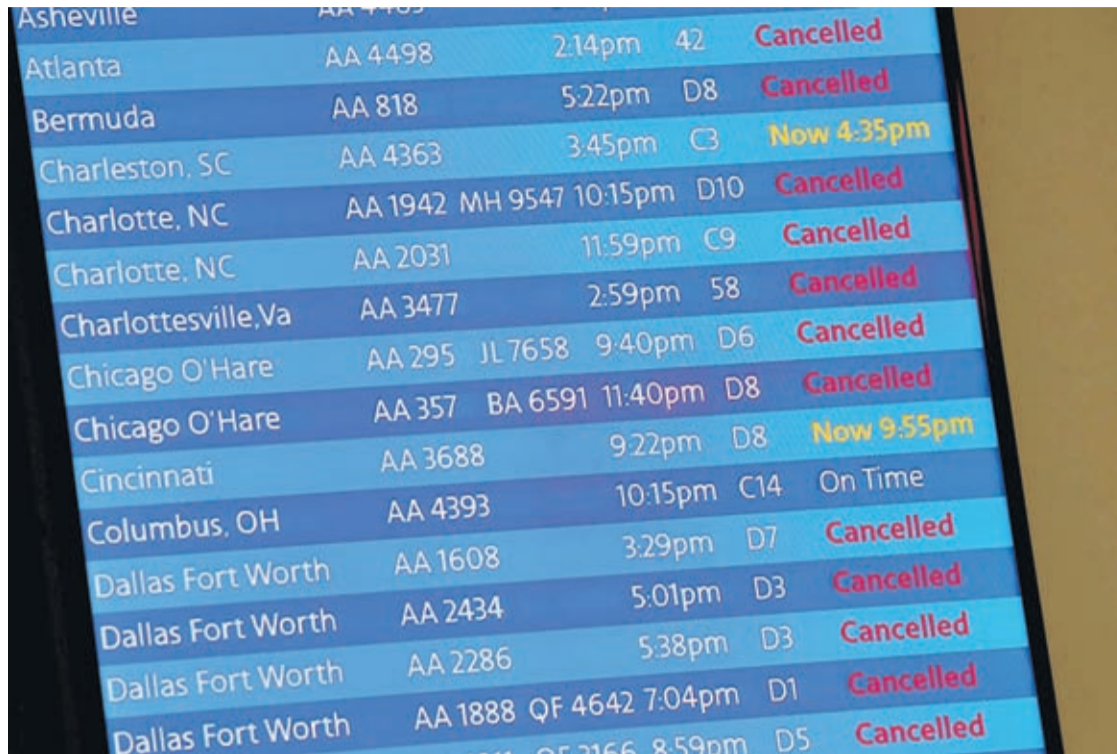 Asheville AA
Atlanta AA 4498 2:14pm 42 Cancelled
Bermuda AA 818 5:22pm D8 Cancelled
Charleston, SC AA 4363 3:45pm C3 Now 4:35pm
Charlotte, NC AA 1942 MH 9547 10:15pm D10 Cancelled
Charlotte, NC AA 2031 11:59pm C9 Cancelled
Charlottesville,Va AA 3477 2:59pm 58 Cancelled
Chicago O'Hare AA 295 JL 7658 9:40pm D6 Cancelled
Chicago O'Hare AA 357 BA 6591 11:40pm D8 Cancelled
Cincinnati AA 3688 9:22pm D8 Now 9:55pm
Columbus, OH AA 4393 10:15pm C14 On Time
Dallas Fort Worth AA 1608 3:29pm D7 Cancelled
Dallas Fort Worth AA 2434 5:01pm D3 Cancelled
Dallas Fort Worth AA 2286 5:38pm D3 Cancelled
Dallas Fort Worth AA 1888 QF 4642 7:04pm D1 Cancelled
8:59pm D5 Cancelled